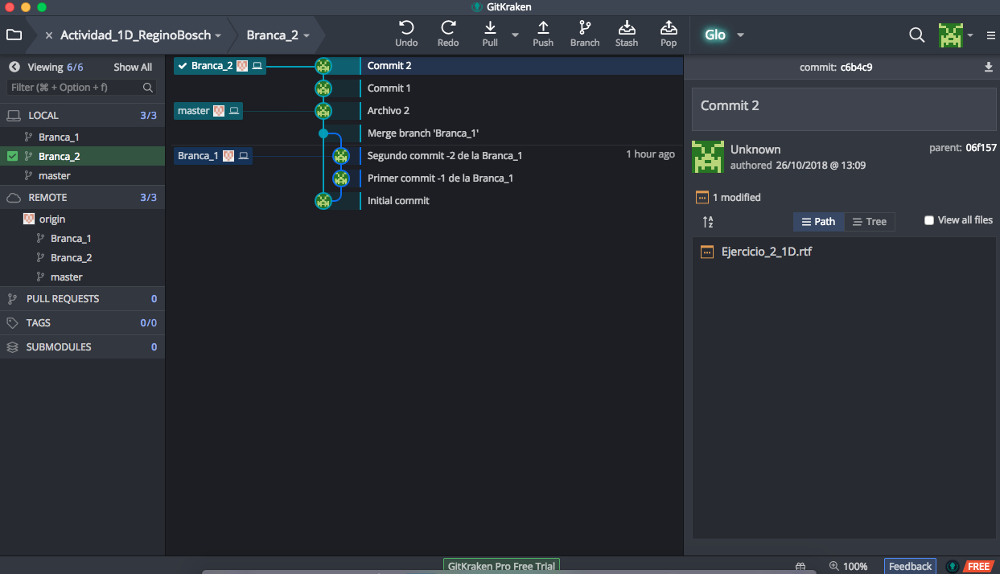 GitKraken
Actividad_1D_ReginoBosch
Branca_2
Undo
Redo
Pull
Push
Branch
Stash
Pop
Glo
Viewing 6/6
Show All
Filter (⌘ + Option + f)
LOCAL 3/3
Branca_1
Branca_2
master
REMOTE 3/3
origin
Branca_1
Branca_2
master
PULL REQUESTS 0
TAGS 0/0
SUBMODULES 0
Branca_2 Commit 2
Commit 1
master Archivo 2
Merge branch 'Branca_1'
Branca_1 Segundo commit -2 de la Branca_1 1 hour ago
Primer commit -1 de la Branca_1
Initial commit
commit: c6b4c9
Commit 2
Unknown
parent: 06f157
authored 26/10/2018 @ 13:09
1 modified
Path
Tree
View all files
Ejercicio_2_1D.rtf
GitKraken Pro Free Trial
100%
Feedback
FREE